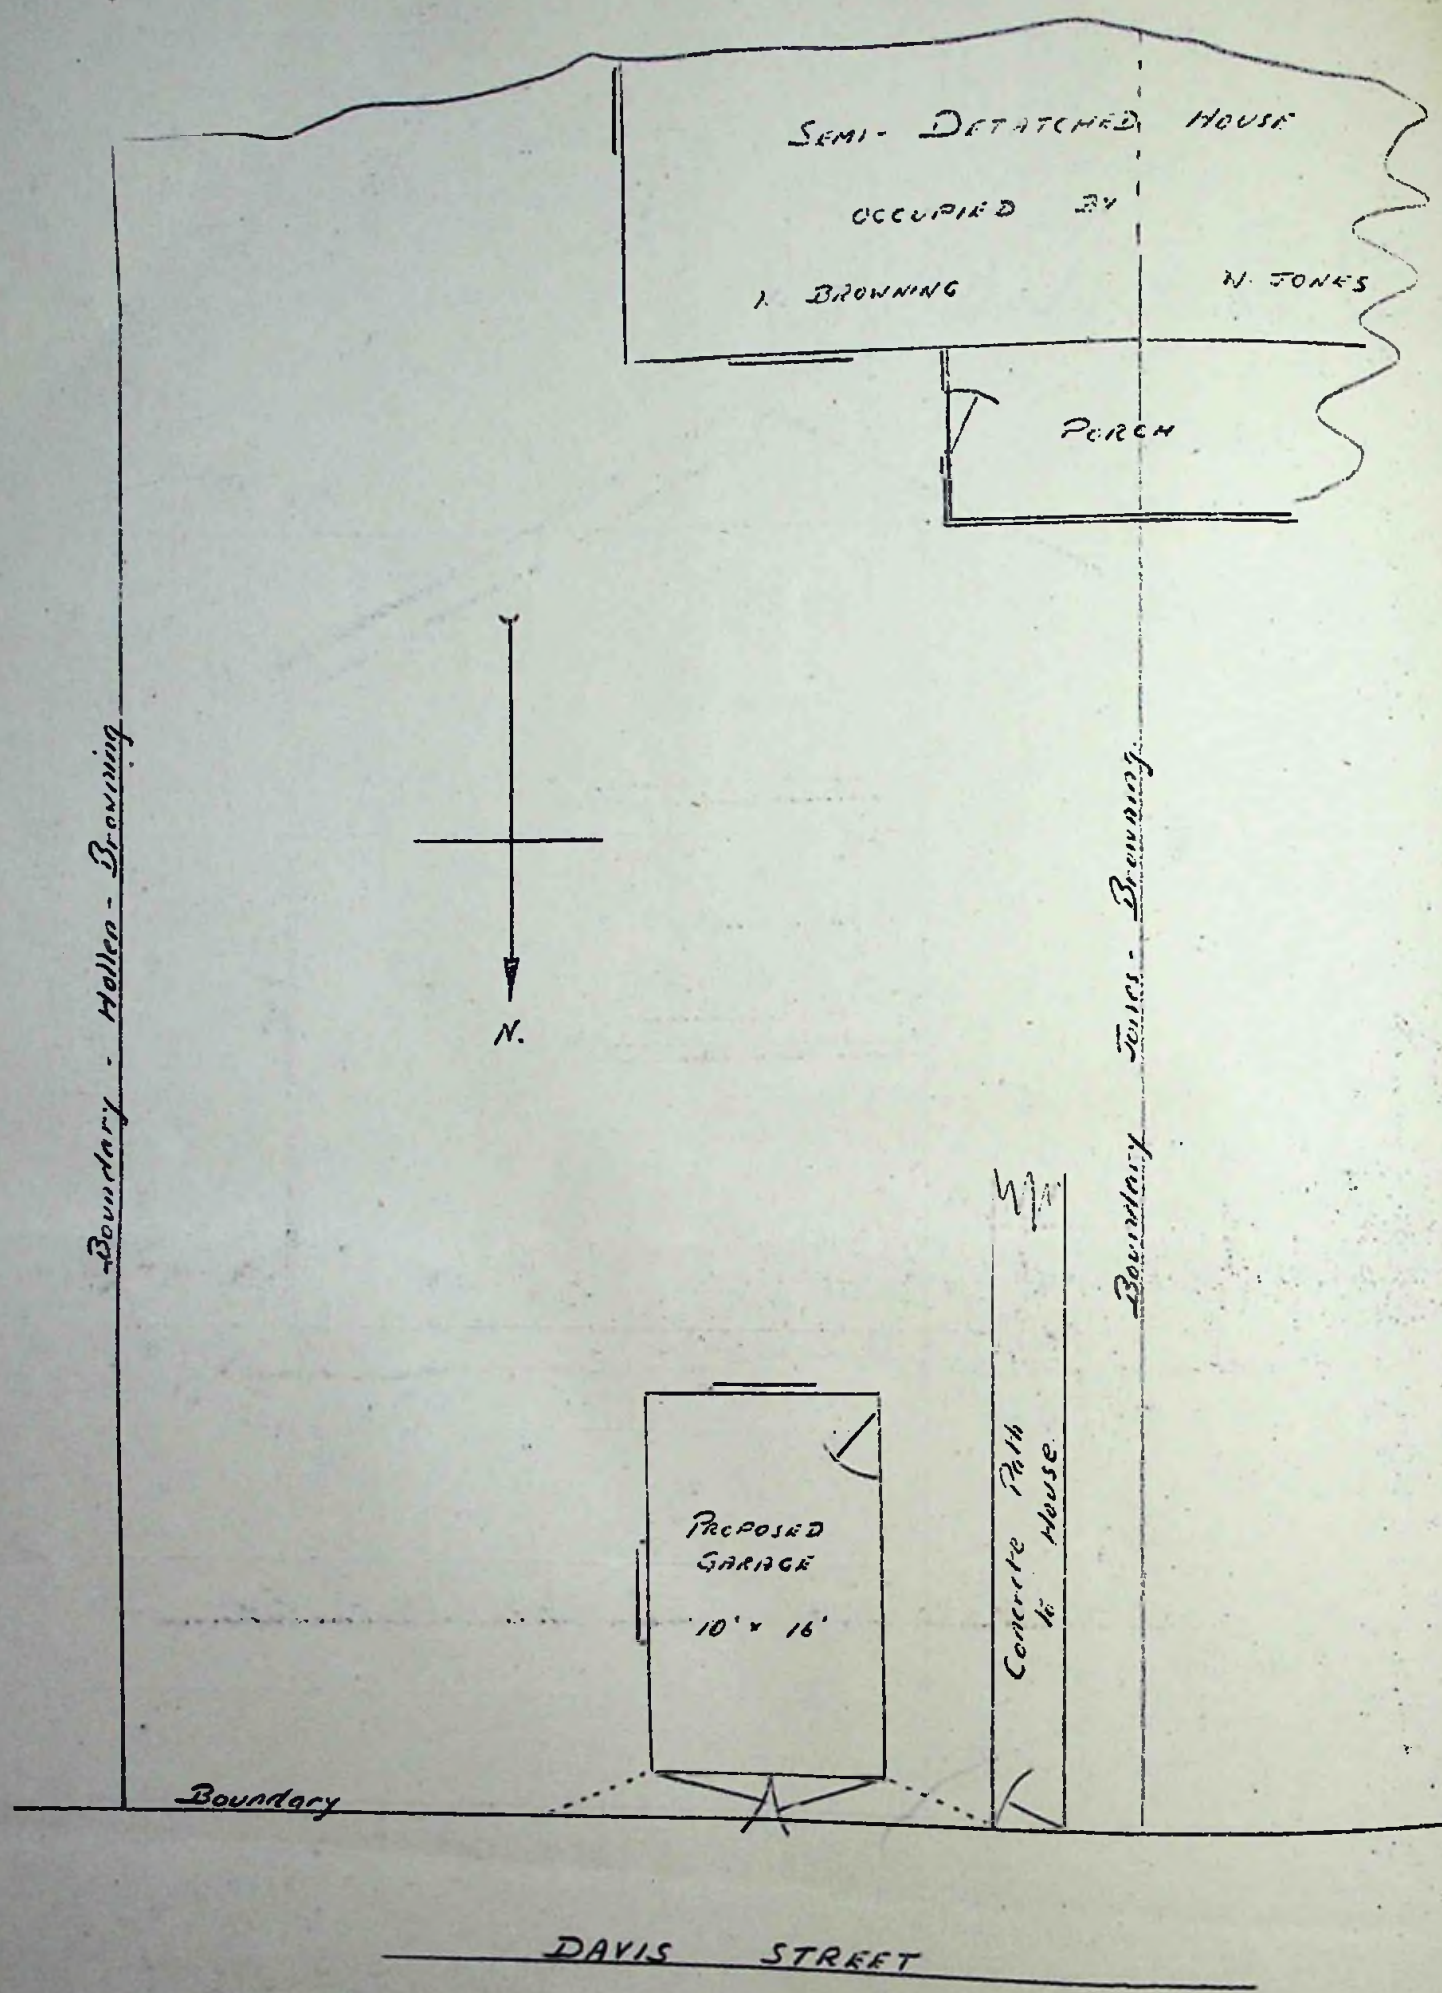 SEMI- DETATCHED HOUSE
OCCUPIED BY
I. BROWNING
W. JONES
PORCH
Boundary - Hollen - Browning
N.
Boundary Jones - Browning
Concrete Path
to House
PROPOSED
GARAGE
10' x 16'
Boundary
DAVIS STREET